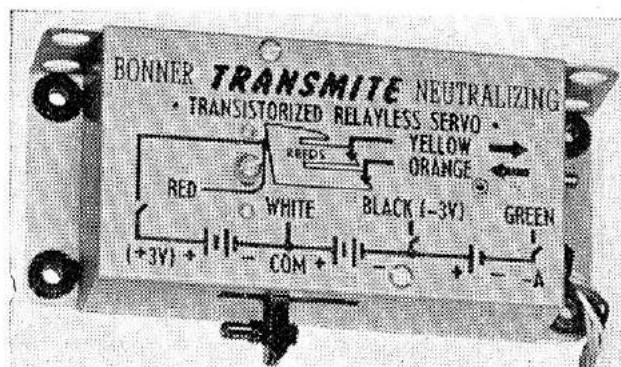 BONNER TRANSMITE NEUTRALIZING
• TRANSISTORIZED RELAYLESS SERVO •
REEDS
YELLOW
ORANGE
RED
WHITE
BLACK (-3V)
GREEN
(+3V) + - COM + - + - -A